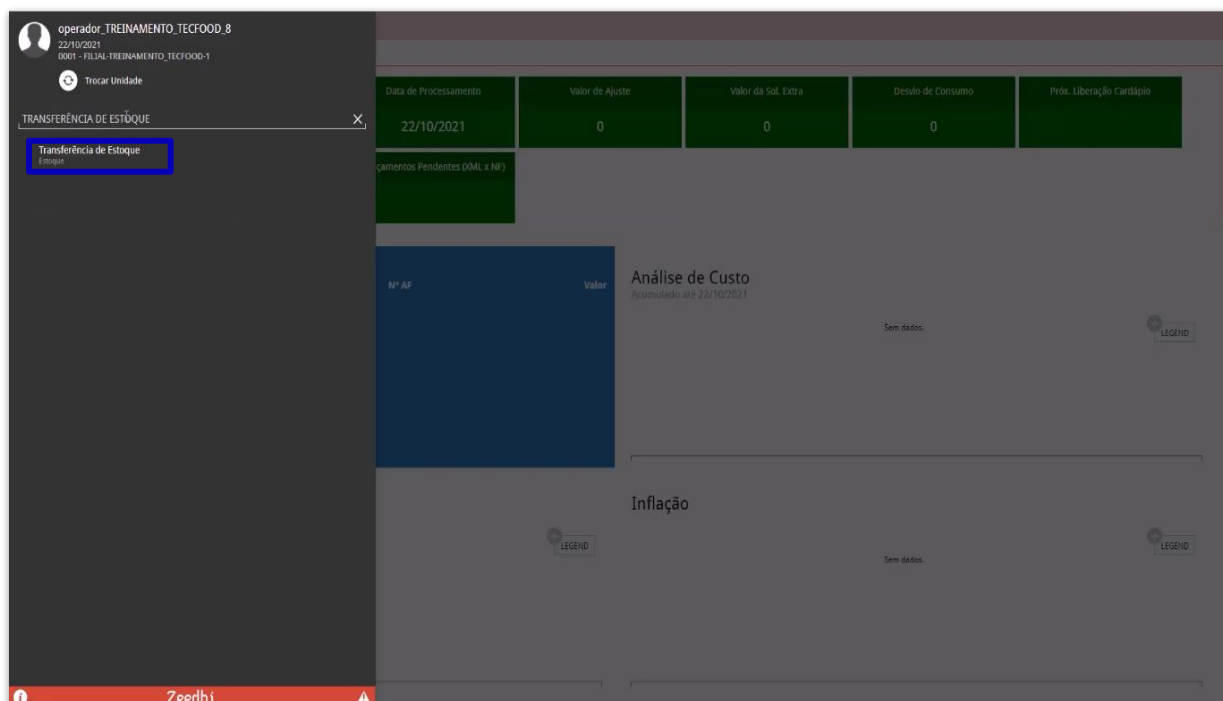 operador_TREINAMENTO_TECFOOD_8
22/10/2021
0001 - FILIAL-TREINAMENTO_TECFOOD-1
Trocar Unidade
TRANSFERÊNCIA DE ESTOQUE X
Transferência de Estoque
Estoque
Data de Processamento
22/10/2021
Valor de Ajuste
0
Valor da Sol. Extra
0
Desvio de Consumo
0
Próx. Liberação Cardápio
çamentos Pendentes (XML x NF)
Nº AF Valor
Análise de Custo
Acumulado até 22/10/2021
Sem dados.
LEGEND
Inflação
LEGEND
Sem dados.
LEGEND
Zeedhi